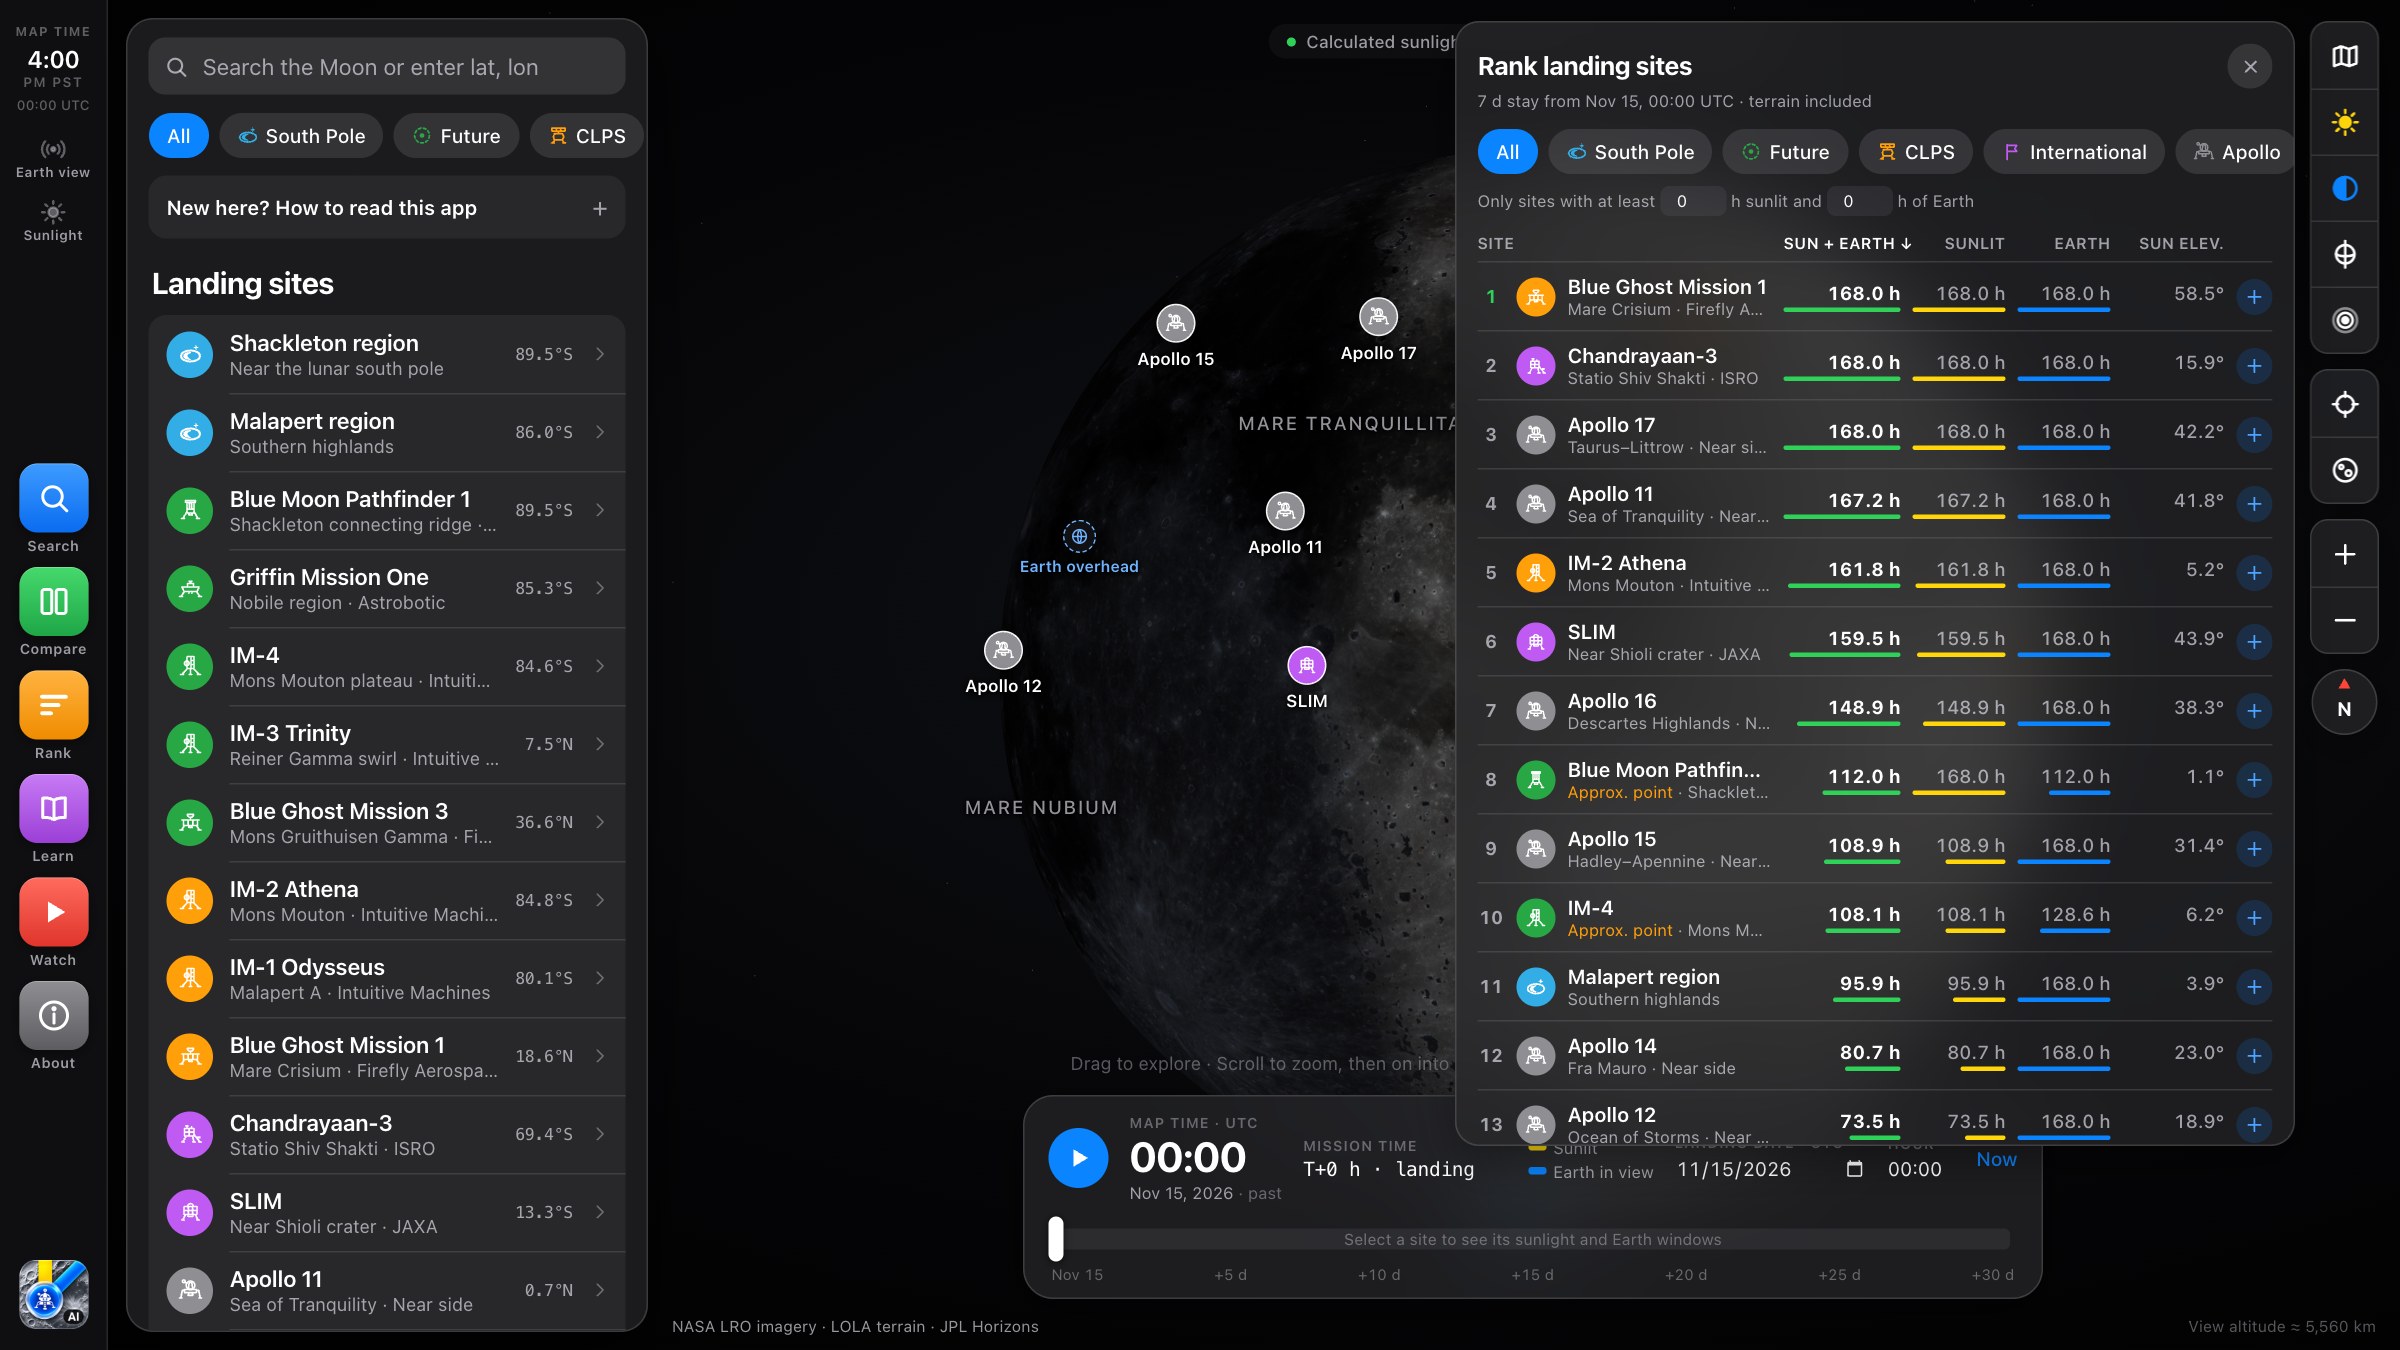 MAP TIME
4:00
PM PST
00:00 UTC
Earth view
Sunlight
Search
Compare
Rank
Learn
Watch
About
AI
Search the Moon or enter lat, lon
All
South Pole
Future
CLPS
New here? How to read this app
Landing sites
Shackleton region
Near the lunar south pole
89.5°S
Malapert region
Southern highlands
86.0°S
Blue Moon Pathfinder 1
Shackleton connecting ridge ·...
89.5°S
Griffin Mission One
Nobile region · Astrobotic
85.3°S
IM-4
Mons Mouton plateau · Intuiti...
84.6°S
IM-3 Trinity
Reiner Gamma swirl · Intuitive ...
7.5°N
Blue Ghost Mission 3
Mons Gruithuisen Gamma · Fi...
36.6°N
IM-2 Athena
Mons Mouton · Intuitive Machi...
84.8°S
IM-1 Odysseus
Malapert A · Intuitive Machines
80.1°S
Blue Ghost Mission 1
Mare Crisium · Firefly Aerospa...
18.6°N
Chandrayaan-3
Statio Shiv Shakti · ISRO
69.4°S
SLIM
Near Shioli crater · JAXA
13.3°S
Apollo 11
Sea of Tranquility · Near side
0.7°N
Calculated sunligh
Apollo 15
Apollo 17
MARE TRANQUILLITA
Apollo 11
Earth overhead
Apollo 12
SLIM
MARE NUBIUM
Drag to explore · Scroll to zoom, then on into
Rank landing sites
7 d stay from Nov 15, 00:00 UTC · terrain included
All
South Pole
Future
CLPS
International
Apollo
Only sites with at least 0 h sunlit and 0 h of Earth
SITE SUN + EARTH ↓ SUNLIT EARTH SUN ELEV.
1 Blue Ghost Mission 1 168.0 h 168.0 h 168.0 h 58.5°
Mare Crisium · Firefly A...
2 Chandrayaan-3 168.0 h 168.0 h 168.0 h 15.9°
Statio Shiv Shakti · ISRO
3 Apollo 17 168.0 h 168.0 h 168.0 h 42.2°
Taurus–Littrow · Near si...
4 Apollo 11 167.2 h 167.2 h 168.0 h 41.8°
Sea of Tranquility · Near...
5 IM-2 Athena 161.8 h 161.8 h 168.0 h 5.2°
Mons Mouton · Intuitive ...
6 SLIM 159.5 h 159.5 h 168.0 h 43.9°
Near Shioli crater · JAXA
7 Apollo 16 148.9 h 148.9 h 168.0 h 38.3°
Descartes Highlands · N...
8 Blue Moon Pathfin... 112.0 h 168.0 h 112.0 h 1.1°
Approx. point · Shacklet...
9 Apollo 15 108.9 h 108.9 h 168.0 h 31.4°
Hadley–Apennine · Near...
10 IM-4 108.1 h 108.1 h 128.6 h 6.2°
Approx. point · Mons M...
11 Malapert region 95.9 h 95.9 h 168.0 h 3.9°
Southern highlands
12 Apollo 14 80.7 h 80.7 h 168.0 h 23.0°
Fra Mauro · Near side
13 Apollo 12 73.5 h 73.5 h 168.0 h 18.9°
Ocean of Storms · Near ...
MAP TIME · UTC
00:00
Nov 15, 2026 · past
MISSION TIME
T+0 h · landing
Sunlit
Earth in view
11/15/2026
00:00
Now
Select a site to see its sunlight and Earth windows
Nov 15 +5 d +10 d +15 d +20 d +25 d +30 d
NASA LRO imagery · LOLA terrain · JPL Horizons
View altitude ≈ 5,560 km
N